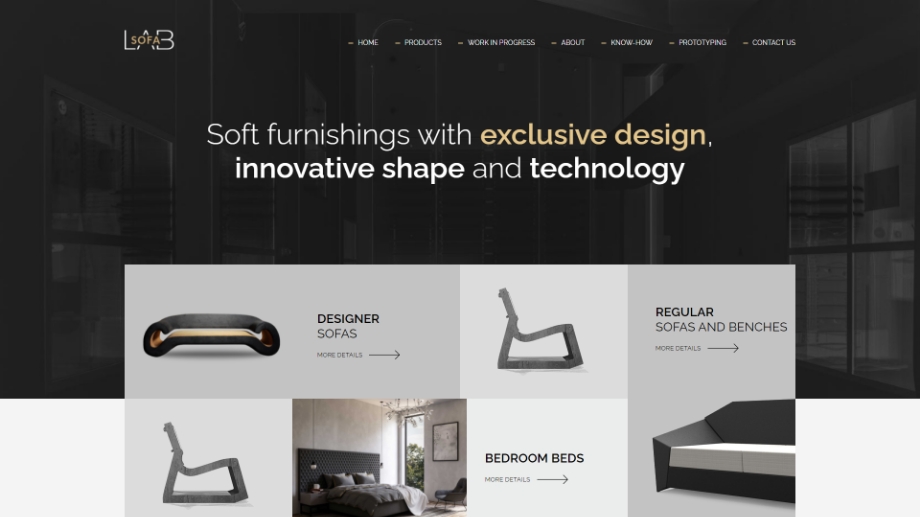 LAB
SOFA
HOME
PRODUCTS
WORK IN PROGRESS
ABOUT
KNOW-HOW
PROTOTYPING
CONTACT US
Soft furnishings with exclusive design,
innovative shape and technology
DESIGNER
SOFAS
MORE DETAILS
REGULAR
SOFAS AND BENCHES
MORE DETAILS
BEDROOM BEDS
MORE DETAILS